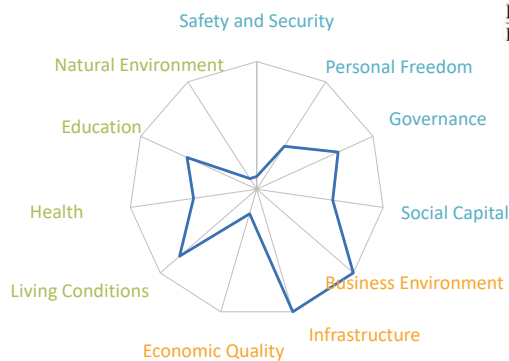 Safety and Security
Natural Environment
Personal Freedom
Education
Governance
Health
Social Capital
Living Conditions
Business Environment
Infrastructure
Economic Quality